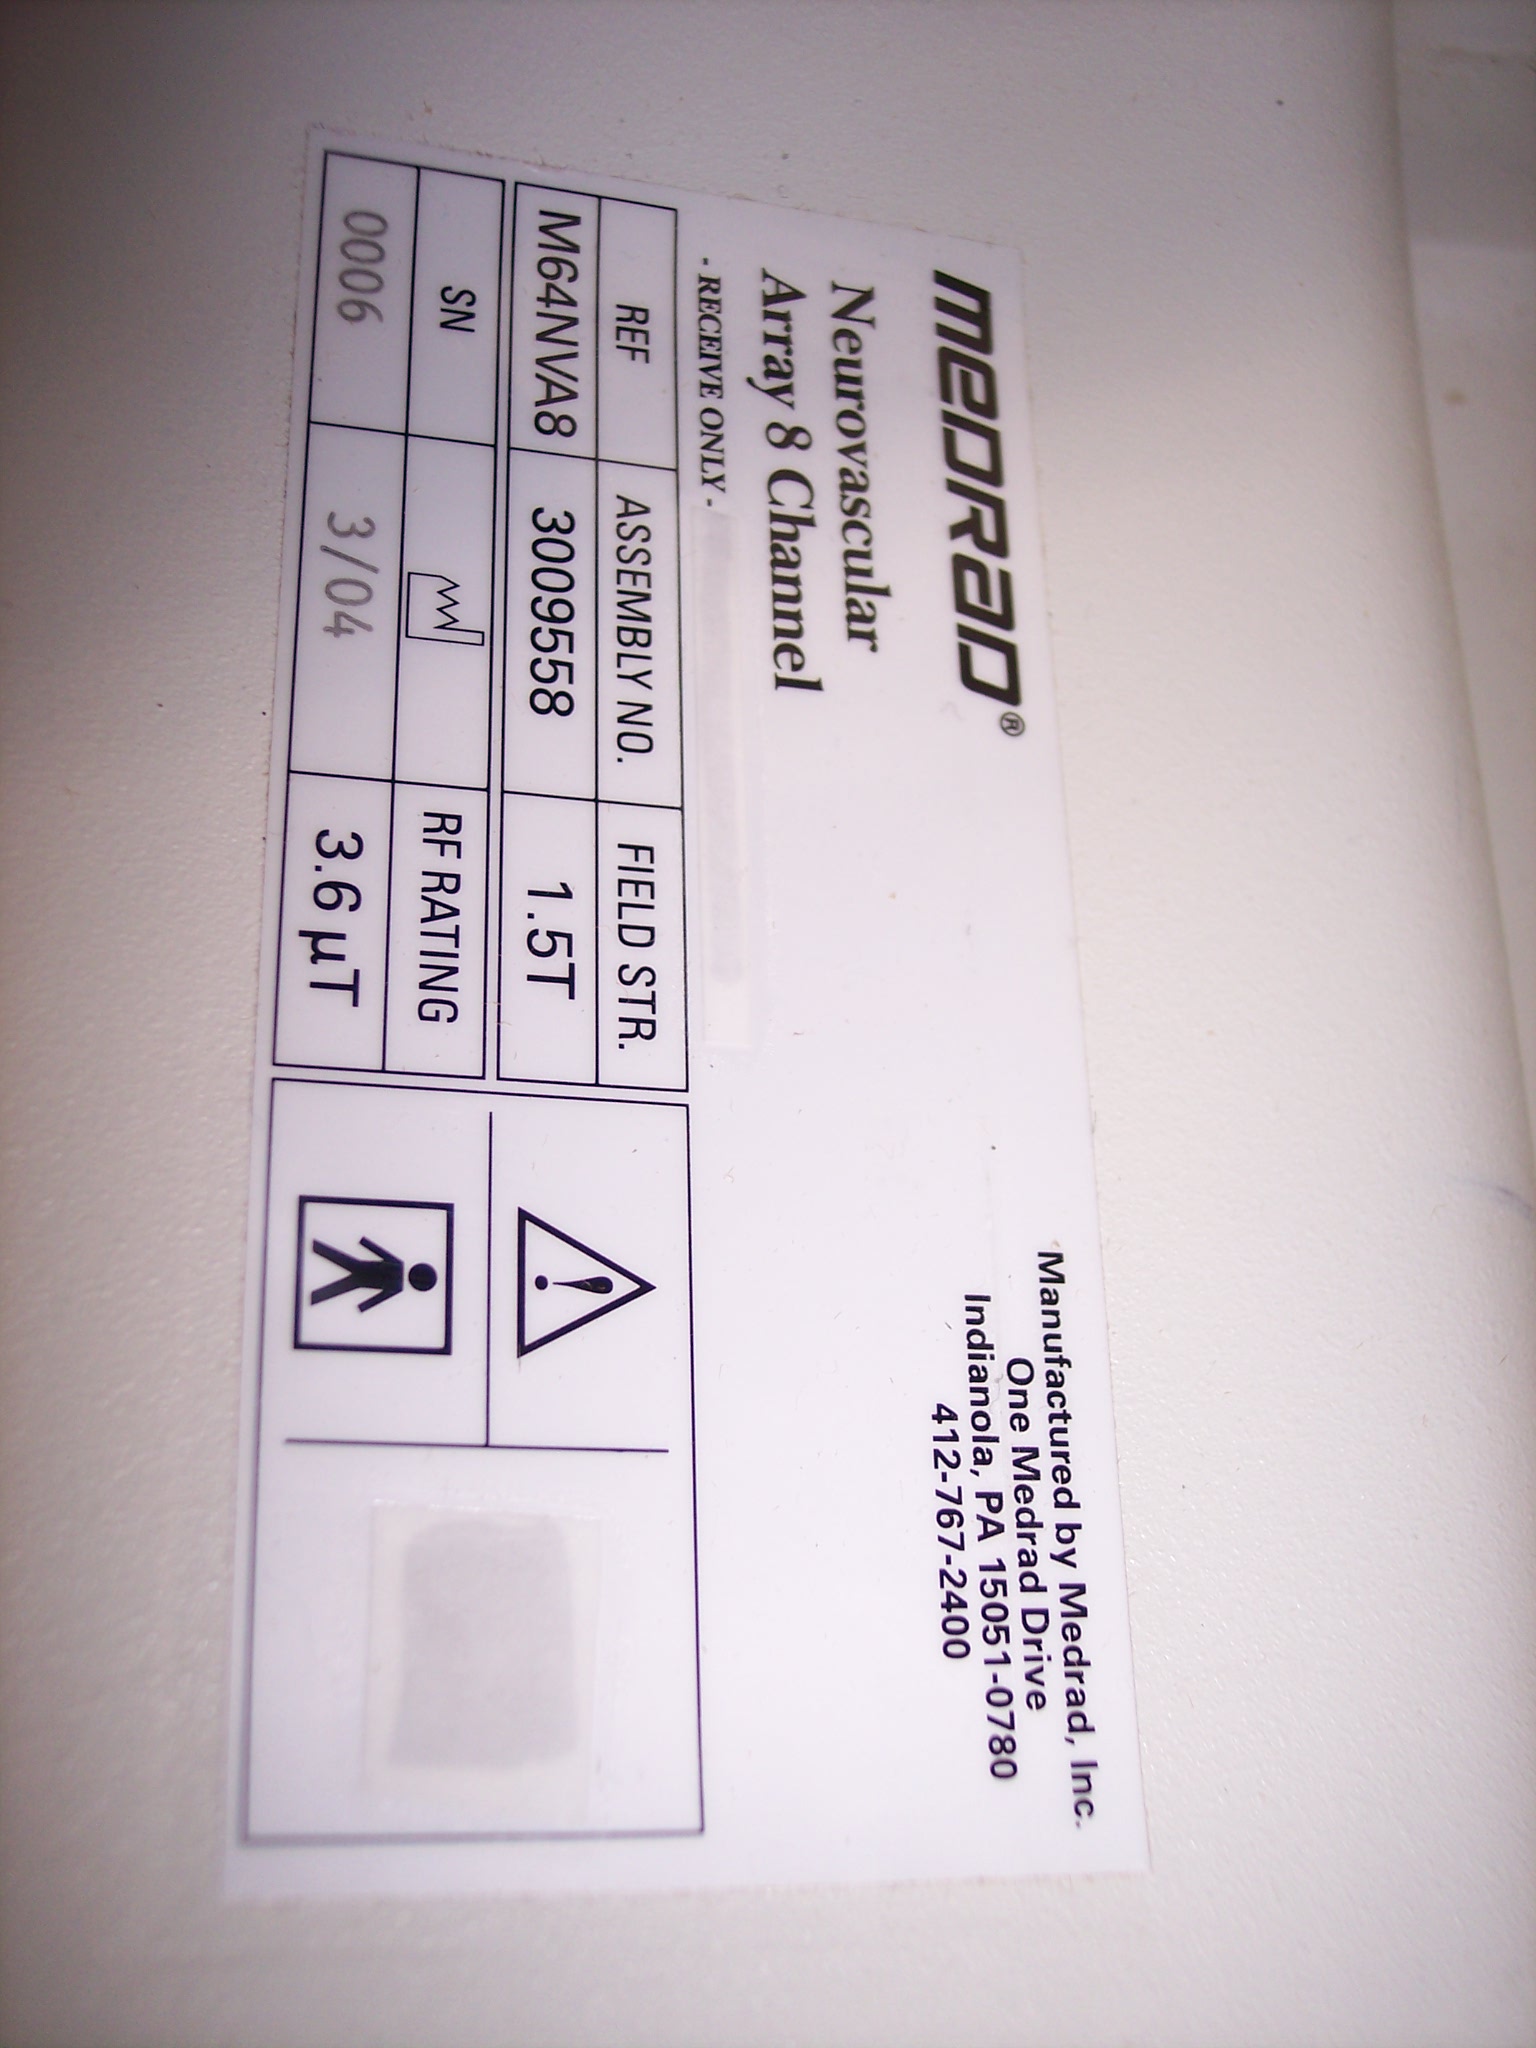 MEDRAD®
Neurovascular
Array 8 Channel
- RECEIVE ONLY -
Manufactured by Medrad, Inc.
One Medrad Drive
Indianola, PA 15051-0780
412-767-2400
REF ASSEMBLY NO. FIELD STR.
M64NVA8 3009558 1.5T
SN RF RATING
0006 3/04 3.6 µT